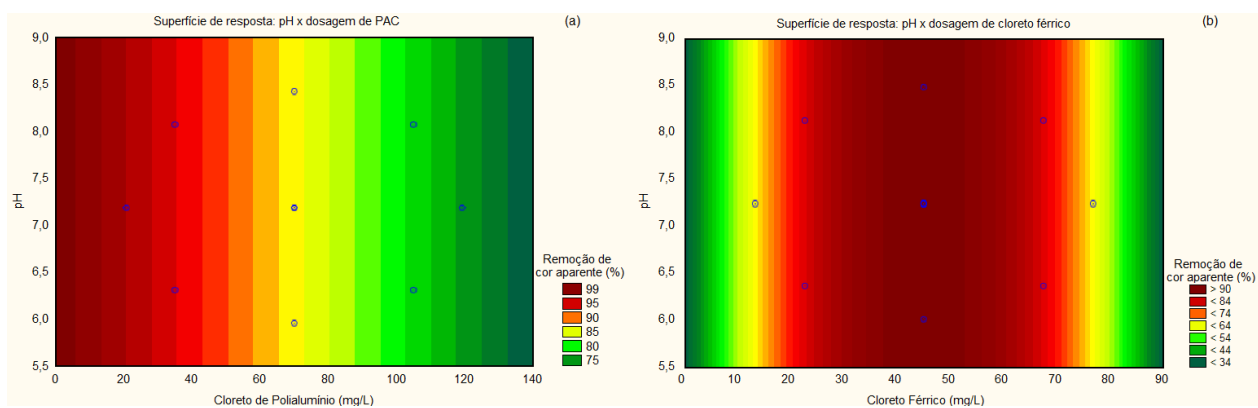 Superfície de resposta: pH x dosagem de PAC
(a)
9,0
8,5
8,0
7,5
7,0
6,5
6,0
5,5
pH
0 20 40 60 80 100 120 140
Cloreto de Polialumínio (mg/L)
Remoção de
cor aparente (%)
99
95
90
85
80
75
Superfície de resposta: pH x dosagem de cloreto férrico
(b)
9,0
8,5
8,0
7,5
7,0
6,5
6,0
5,5
pH
0 10 20 30 40 50 60 70 80 90
Cloreto Férrico (mg/L)
Remoção de
cor aparente (%)
> 90
< 84
< 74
< 64
< 54
< 44
< 34